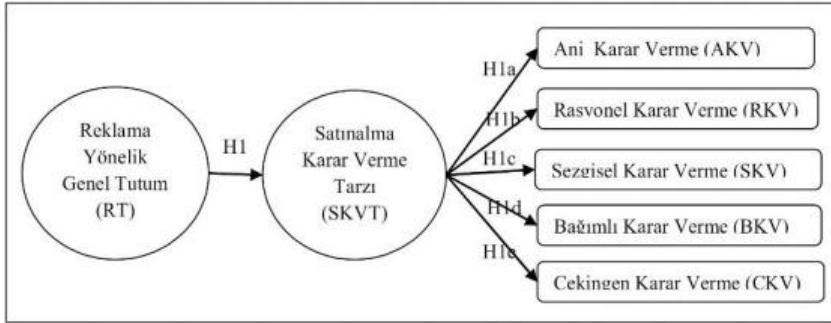 Reklama
Yönelik
Genel Tutum
(RT)
H1
Satınalma
Karar Verme
Tarzı
(SKVT)
H1a
H1b
H1c
H1d
H1e
Ani Karar Verme (AKV)
Rasyonel Karar Verme (RKV)
Sezgisel Karar Verme (SKV)
Bağımlı Karar Verme (BKV)
Çekingen Karar Verme (ÇKV)